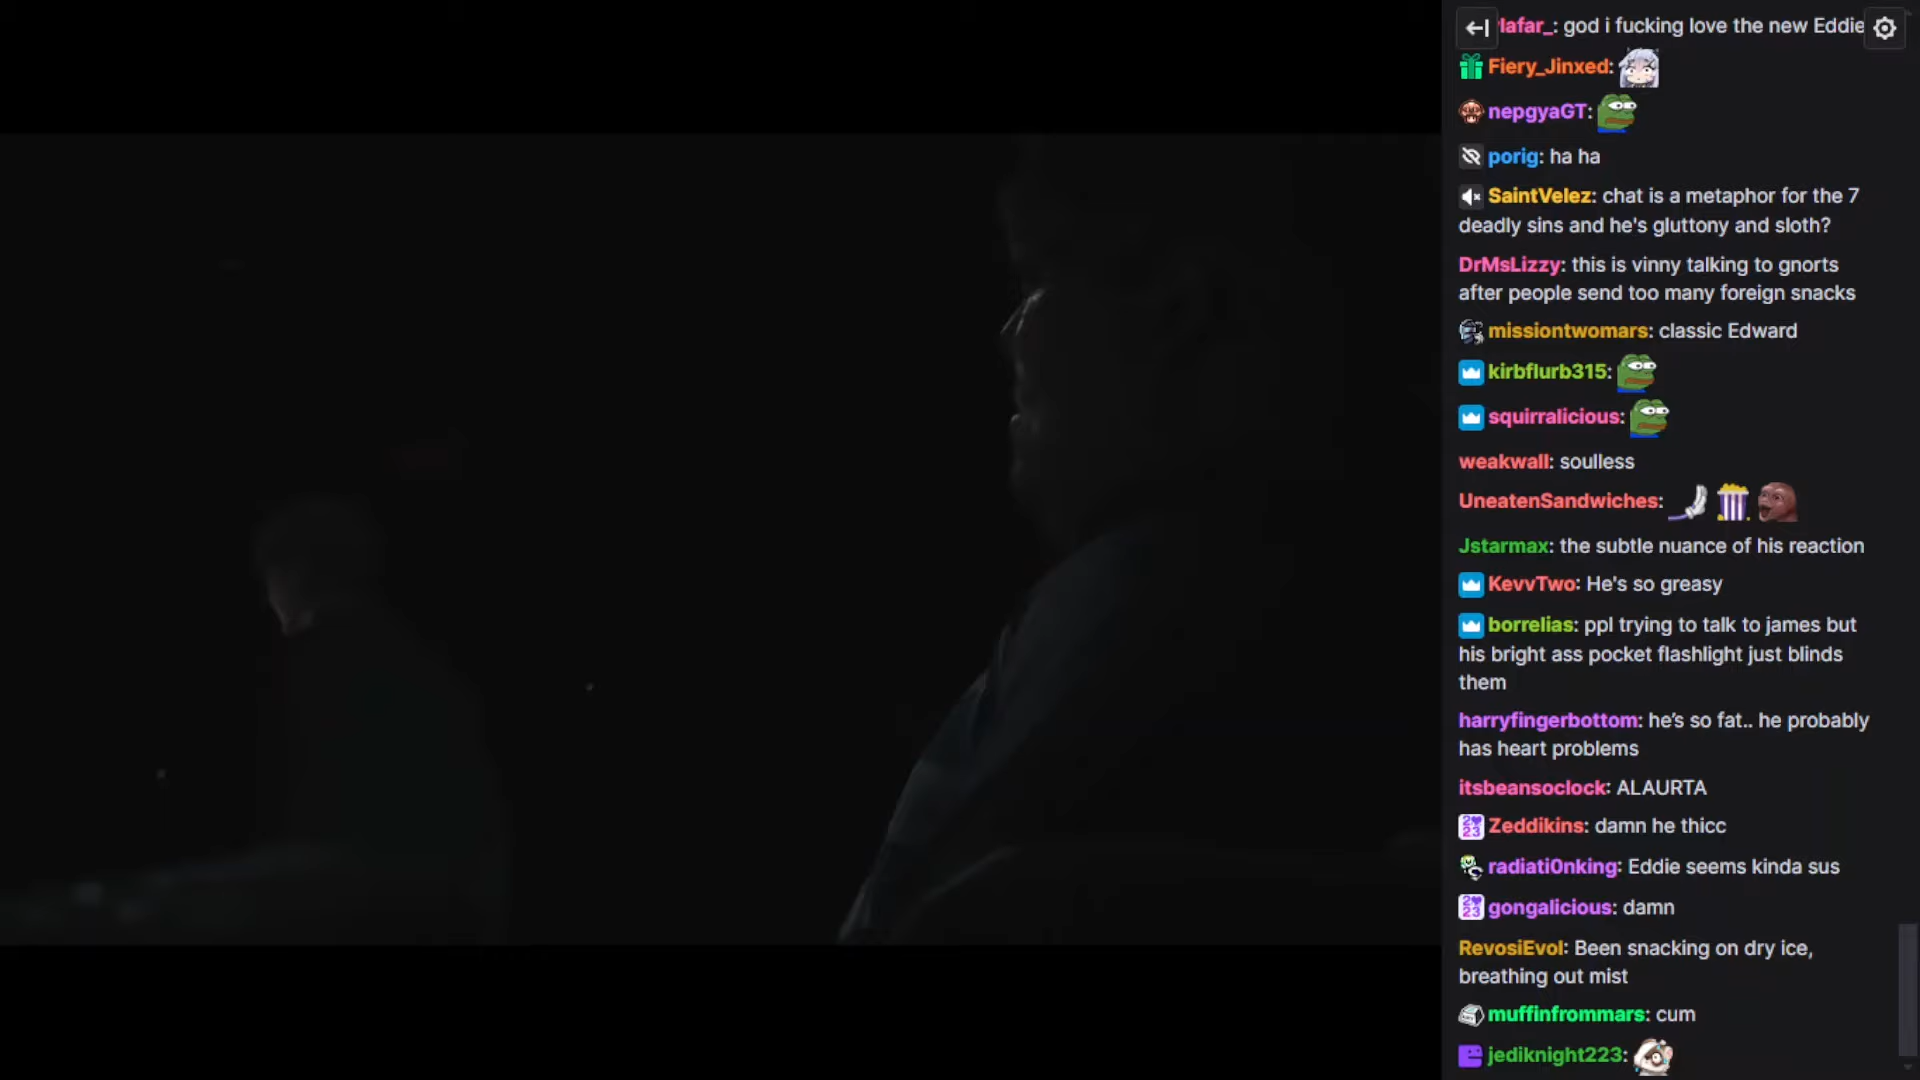 lafar_: god i fucking love the new Eddie
Fiery_Jinxed:
nepgyaGT:
porig: ha ha
SaintVelez: chat is a metaphor for the 7
deadly sins and he's gluttony and sloth?
DrMsLizzy: this is vinny talking to gnorts
after people send too many foreign snacks
missiontwomars: classic Edward
kirbflurb315:
squirralicious:
weakwall: soulless
UneatenSandwiches:
Jstarmax: the subtle nuance of his reaction
KevvTwo: He's so greasy
borrelias: ppl trying to talk to james but
his bright ass pocket flashlight just blinds
them
harryfingerbottom: he’s so fat.. he probably
has heart problems
itsbeansoclock: ALAURTA
Zeddikins: damn he thicc
radiati0nking: Eddie seems kinda sus
gongalicious: damn
RevosiEvol: Been snacking on dry ice,
breathing out mist
muffinfrommars: cum
jediknight223: